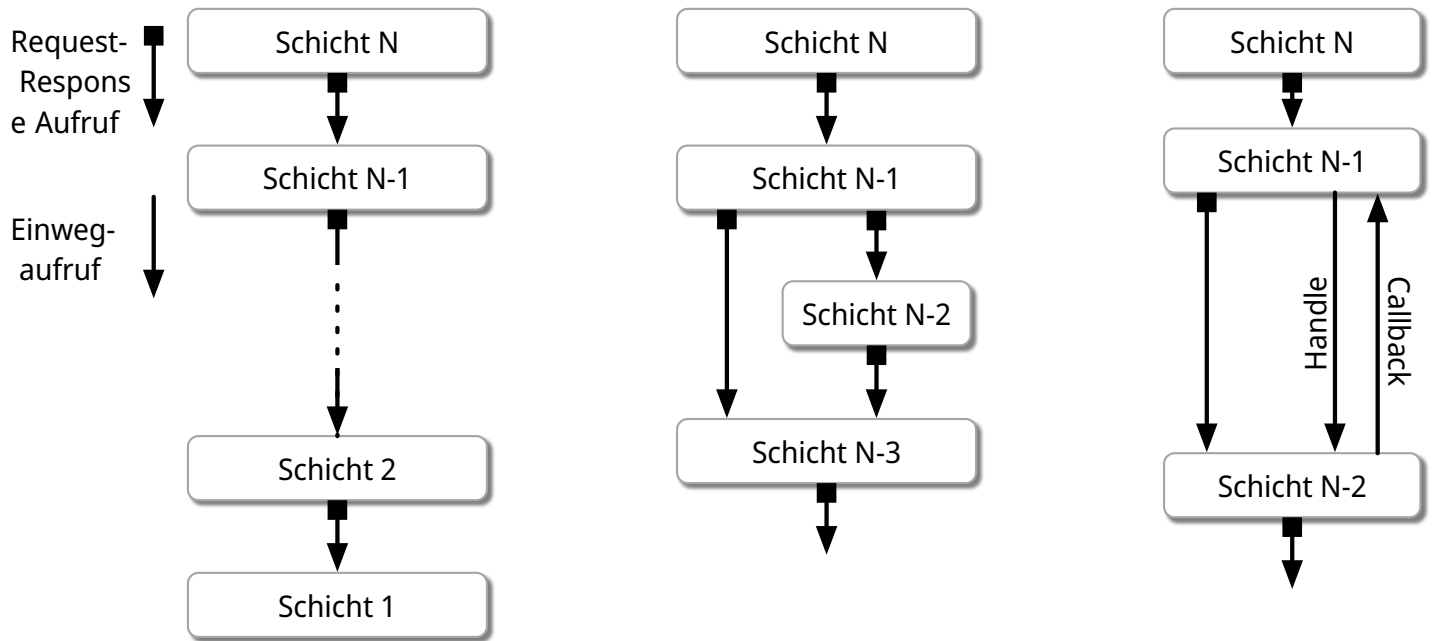 Request-
Respons
e Aufruf
Einweg-
aufruf
Schicht N
Schicht N-1
Schicht 2
Schicht 1
Schicht N
Schicht N-1
Schicht N-2
Schicht N-3
Schicht N
Schicht N-1
Handle
Callback
Schicht N-2